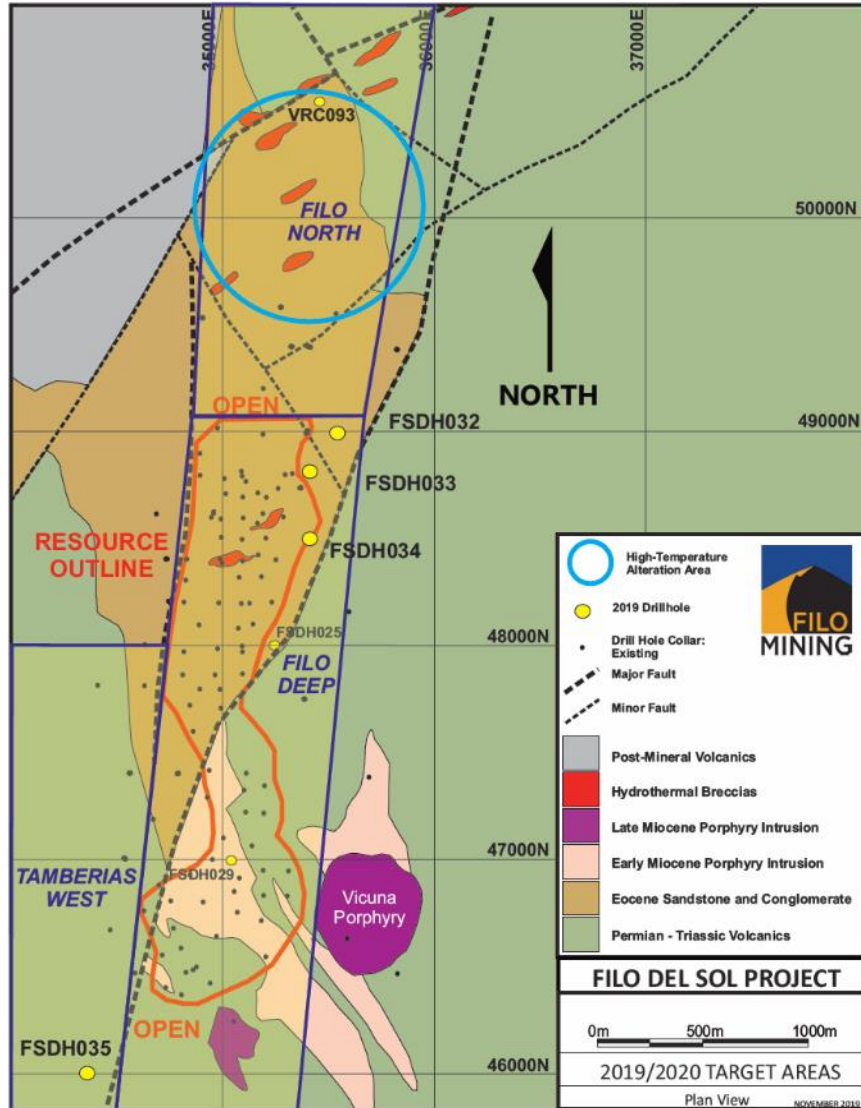 35000E
36000E
37000E
VRC093
50000N
FILO
NORTH
NORTH
OPEN
49000N
FSDH032
FSDH033
RESOURCE
OUTLINE
FSDH034
FSDH025
48000N
FILO
DEEP
47000N
TAMBERIAS
WEST
FSDH029
Vicuna
Porphyry
OPEN
FSDH035
46000N
High-Temperature
Alteration Area
2019 Drillhole
Drill Hole Collar:
Existing
Major Fault
Minor Fault
FILO
MINING
Post-Mineral Volcanics
Hydrothermal Breccias
Late Miocene Porphyry Intrusion
Early Miocene Porphyry Intrusion
Eocene Sandstone and Conglomerate
Permian - Triassic Volcanics
FILO DEL SOL PROJECT
0m 500m 1000m
2019/2020 TARGET AREAS
Plan View
NOVEMBER 2019